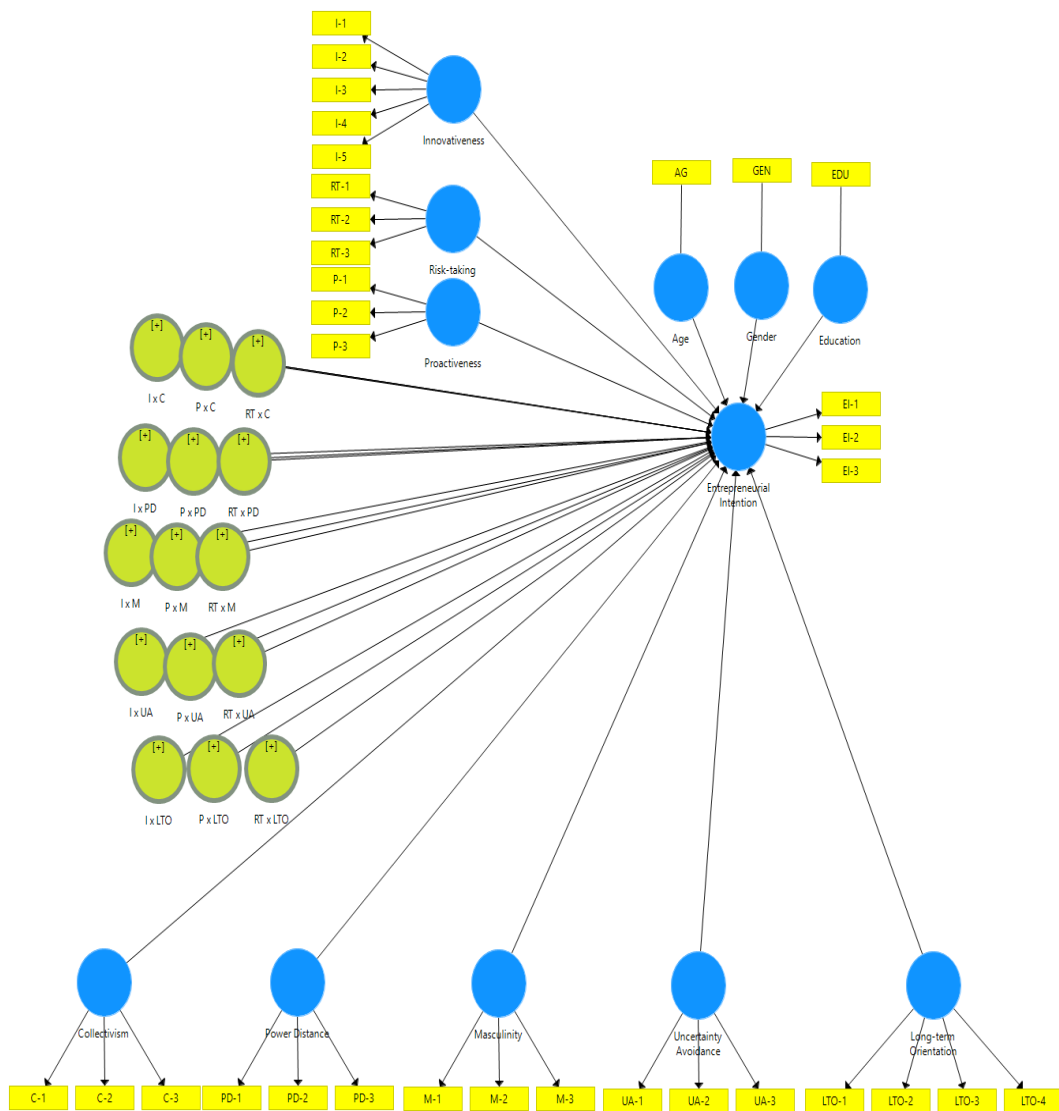 I-1
I-2
I-3
I-4
I-5
Innovativeness
RT-1
RT-2
RT-3
Risk-taking
P-1
P-2
P-3
Proactiveness
AG
GEN
EDU
Age
Gender
Education
[+]
[+]
[+]
I x C
P x C
RT x C
[+]
[+]
[+]
I x PD
P x PD
RT x PD
[+]
[+]
[+]
I x M
P x M
RT x M
[+]
[+]
[+]
I x UA
P x UA
RT x UA
[+]
[+]
[+]
I x LTO
P x LTO
RT x LTO
EI-1
EI-2
EI-3
Entrepreneurial
Intention
Collectivism
Power Distance
Masculinity
Uncertainty
Avoidance
Long-term
Orientation
C-1
C-2
C-3
PD-1
PD-2
PD-3
M-1
M-2
M-3
UA-1
UA-2
UA-3
LTO-1
LTO-2
LTO-3
LTO-4